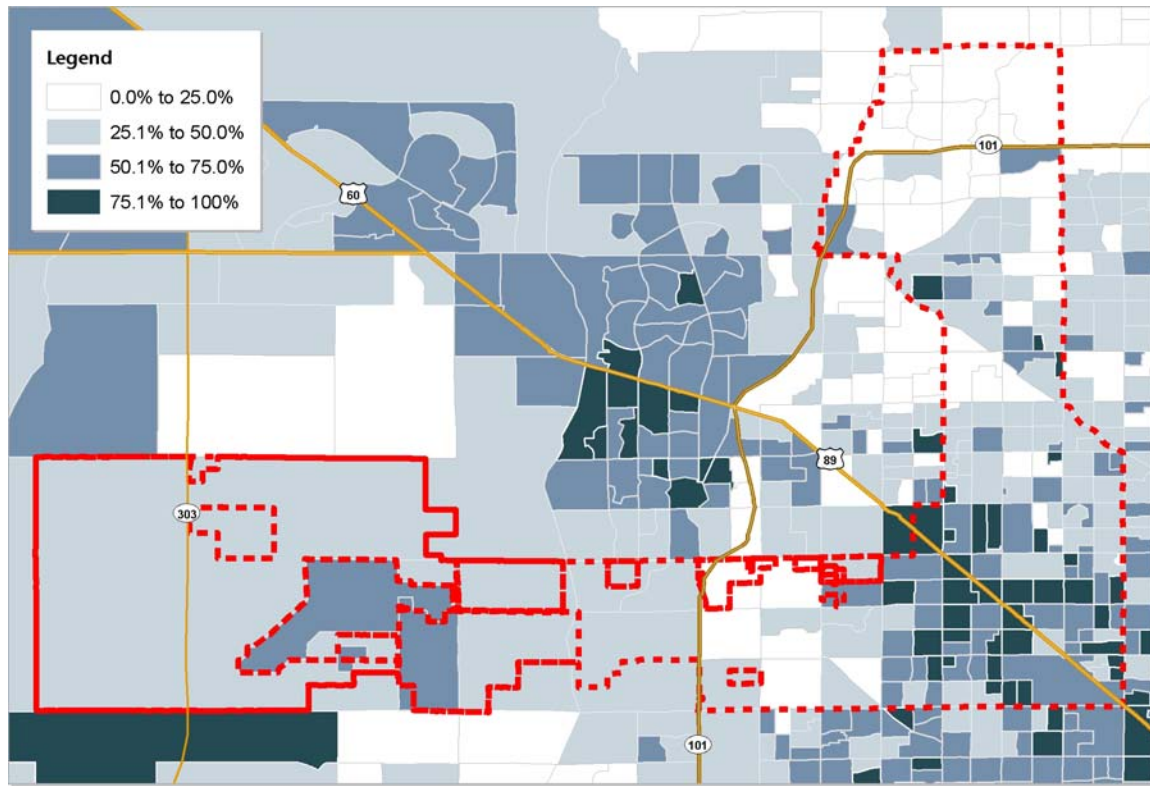 Legend
0.0% to 25.0%
25.1% to 50.0%
50.1% to 75.0%
75.1% to 100%
101
60
89
303
101